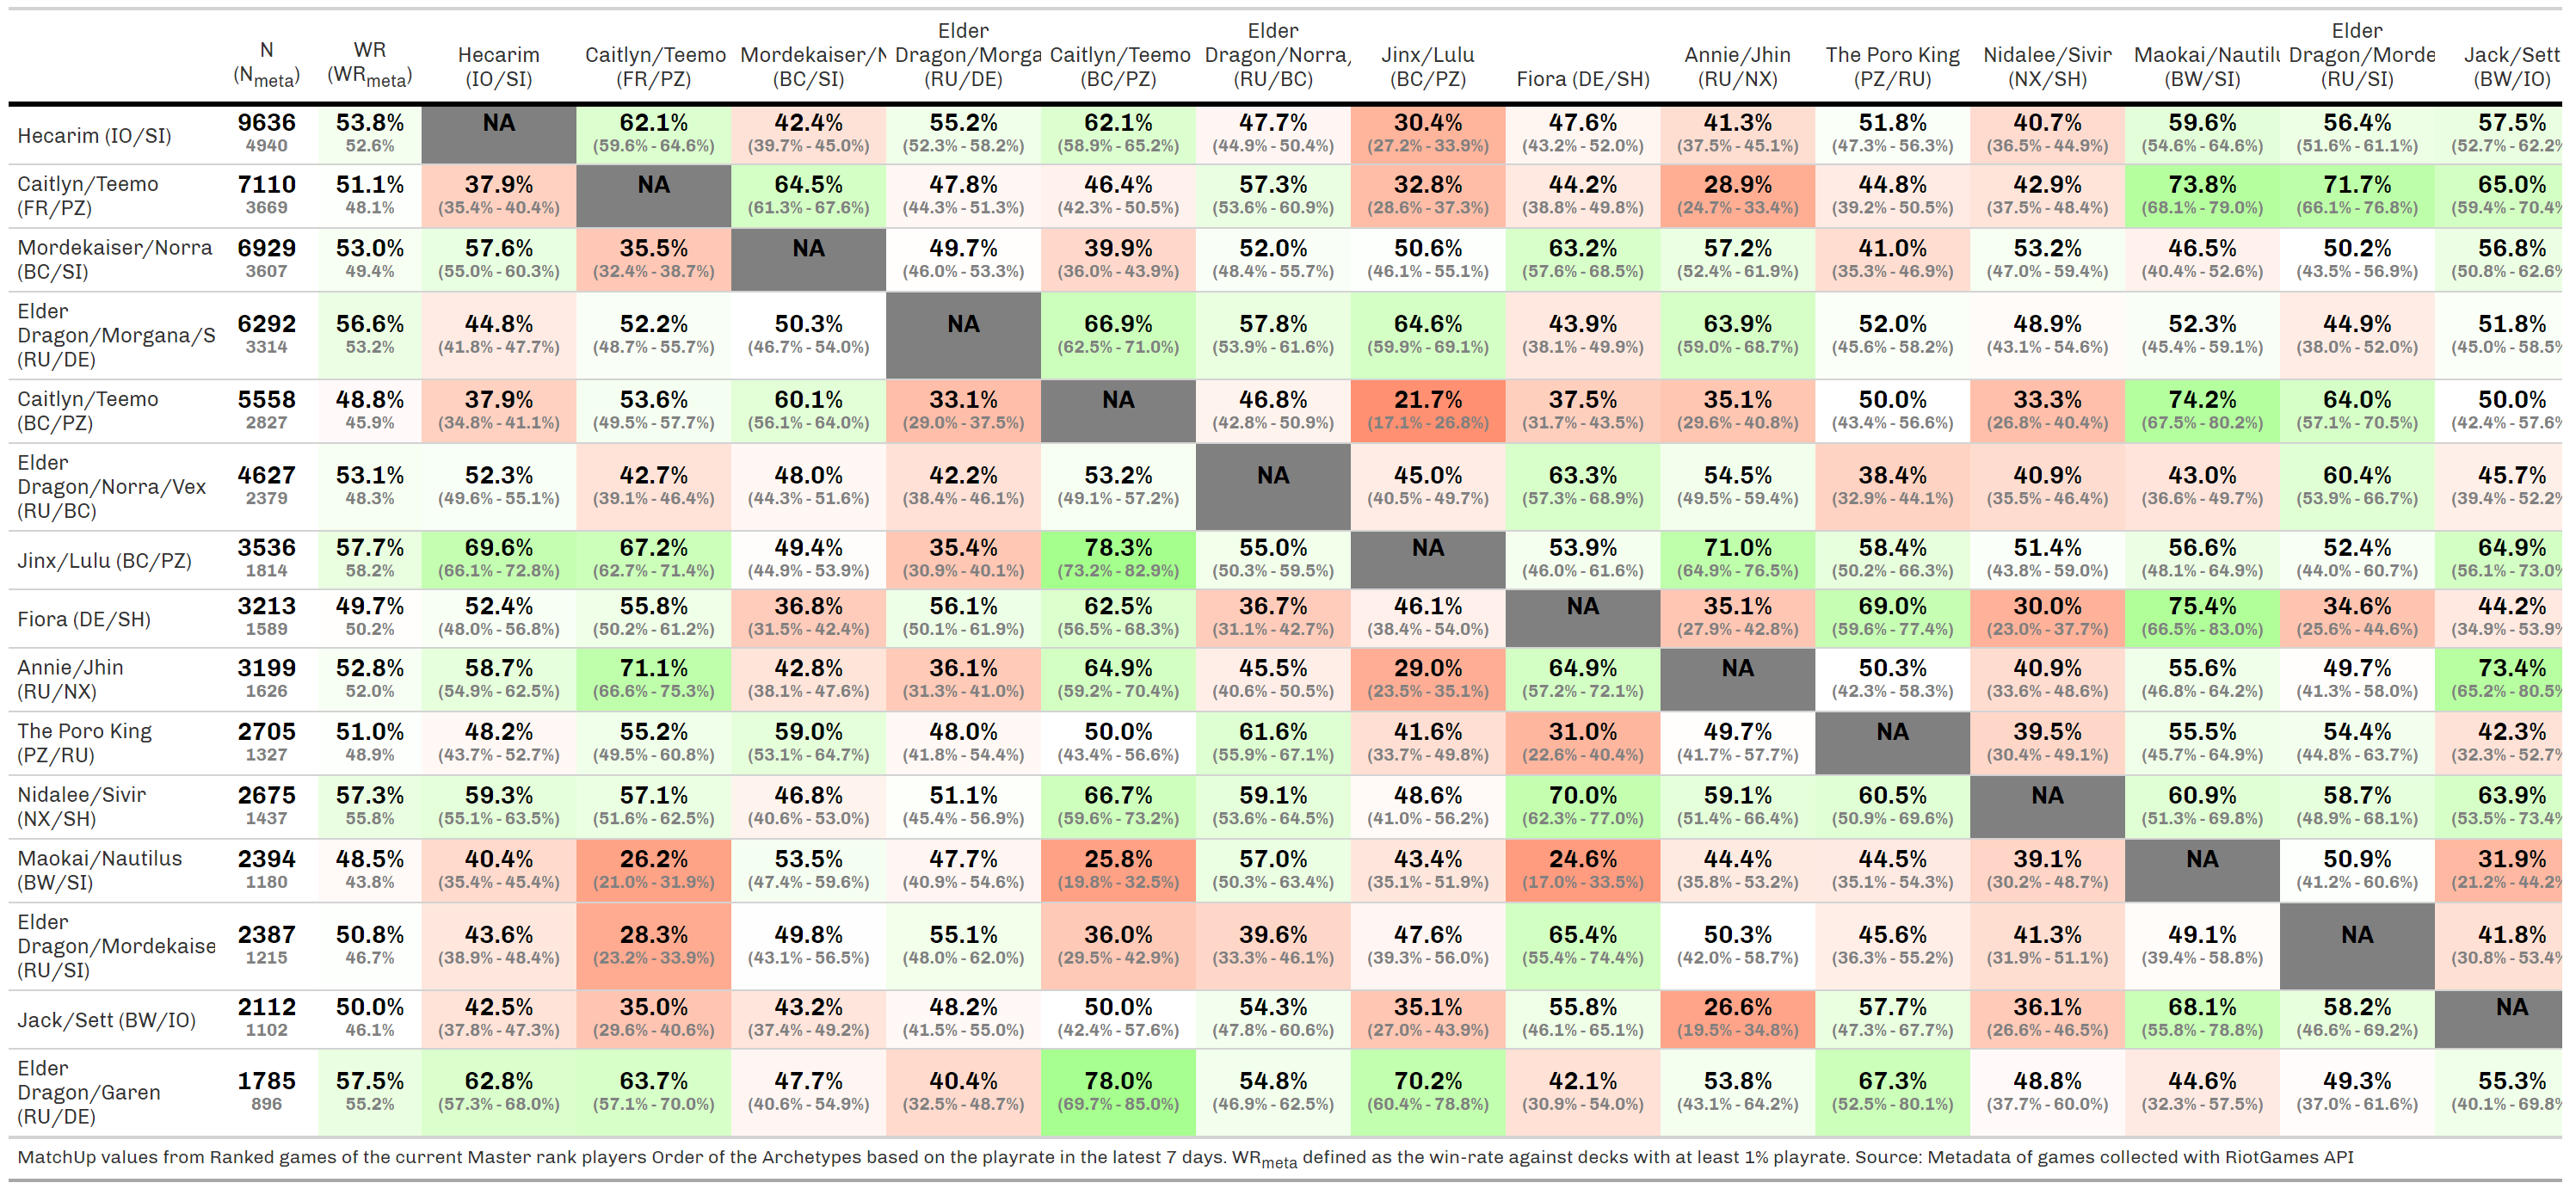 N (Nmeta) WR (WRmeta) Hecarim (IO/SI) Caitlyn/Teemo (FR/PZ) Mordekaiser/N (BC/SI) Elder Dragon/Morga (RU/DE) Caitlyn/Teemo (BC/PZ) Elder Dragon/Norra/ (RU/BC) Jinx/Lulu (BC/PZ) Fiora (DE/SH) Annie/Jhin (RU/NX) The Poro King (PZ/RU) Nidalee/Sivir (NX/SH) Maokai/Nautilu (BW/SI) Elder Dragon/Morde (RU/SI) Jack/Sett (BW/IO)
Hecarim (IO/SI) 9636 53.8% NA 62.1% 42.4% 55.2% 62.1% 47.7% 30.4% 47.6% 41.3% 51.8% 40.7% 59.6% 56.4% 57.5%
4940 52.6% (59.6% - 64.6%) (39.7% - 45.0%) (52.3% - 58.2%) (58.9% - 65.2%) (44.9% - 50.4%) (27.2% - 33.9%) (43.2% - 52.0%) (37.5% - 45.1%) (47.3% - 56.3%) (36.5% - 44.9%) (54.6% - 64.6%) (51.6% - 61.1%) (52.7% - 62.2%
Caitlyn/Teemo (FR/PZ) 7110 51.1% 37.9% NA 64.5% 47.8% 46.4% 57.3% 32.8% 44.2% 28.9% 44.8% 42.9% 73.8% 71.7% 65.0%
3669 48.1% (35.4% - 40.4%) (61.3% - 67.6%) (44.3% - 51.3%) (42.3% - 50.5%) (53.6% - 60.9%) (28.6% - 37.3%) (38.8% - 49.8%) (24.7% - 33.4%) (39.2% - 50.5%) (37.5% - 48.4%) (68.1% - 79.0%) (66.1% - 76.8%) (59.4% - 70.4%
Mordekaiser/Norra (BC/SI) 6929 53.0% 57.6% 35.5% NA 49.7% 39.9% 52.0% 50.6% 63.2% 57.2% 41.0% 53.2% 46.5% 50.2% 56.8%
3607 49.4% (55.0% - 60.3%) (32.4% - 38.7%) (46.0% - 53.3%) (36.0% - 43.9%) (48.4% - 55.7%) (46.1% - 55.1%) (57.6% - 68.5%) (52.4% - 61.9%) (35.3% - 46.9%) (47.0% - 59.4%) (40.4% - 52.6%) (43.5% - 56.9%) (50.8% - 62.6%
Elder Dragon/Morgana/S (RU/DE) 6292 56.6% 44.8% 52.2% 50.3% NA 66.9% 57.8% 64.6% 43.9% 63.9% 52.0% 48.9% 52.3% 44.9% 51.8%
3314 53.2% (41.8% - 47.7%) (48.7% - 55.7%) (46.7% - 54.0%) (62.5% - 71.0%) (53.9% - 61.6%) (59.9% - 69.1%) (38.1% - 49.9%) (59.0% - 68.7%) (45.6% - 58.2%) (43.1% - 54.6%) (45.4% - 59.1%) (38.0% - 52.0%) (45.0% - 58.5%
Caitlyn/Teemo (BC/PZ) 5558 48.8% 37.9% 53.6% 60.1% 33.1% NA 46.8% 21.7% 37.5% 35.1% 50.0% 33.3% 74.2% 64.0% 50.0%
2827 45.9% (34.8% - 41.1%) (49.5% - 57.7%) (56.1% - 64.0%) (29.0% - 37.5%) (42.8% - 50.9%) (17.1% - 26.8%) (31.7% - 43.5%) (29.6% - 40.8%) (43.4% - 56.6%) (26.8% - 40.4%) (67.5% - 80.2%) (57.1% - 70.5%) (42.4% - 57.6%
Elder Dragon/Norra/Vex (RU/BC) 4627 53.1% 52.3% 42.7% 48.0% 42.2% 53.2% NA 45.0% 63.3% 54.5% 38.4% 40.9% 43.0% 60.4% 45.7%
2379 48.3% (49.6% - 55.1%) (39.1% - 46.4%) (44.3% - 51.6%) (38.4% - 46.1%) (49.1% - 57.2%) (40.5% - 49.7%) (57.3% - 68.9%) (49.5% - 59.4%) (32.9% - 44.1%) (35.5% - 46.4%) (36.6% - 49.7%) (53.9% - 66.7%) (39.4% - 52.2%
Jinx/Lulu (BC/PZ) 3536 57.7% 69.6% 67.2% 49.4% 35.4% 78.3% 55.0% NA 53.9% 71.0% 58.4% 51.4% 56.6% 52.4% 64.9%
1814 58.2% (66.1% - 72.8%) (62.7% - 71.4%) (44.9% - 53.9%) (30.9% - 40.1%) (73.2% - 82.9%) (50.3% - 59.5%) (46.0% - 61.6%) (64.9% - 76.5%) (50.2% - 66.3%) (43.8% - 59.0%) (48.1% - 64.9%) (44.0% - 60.7%) (56.1% - 73.0%
Fiora (DE/SH) 3213 49.7% 52.4% 55.8% 36.8% 56.1% 62.5% 36.7% 46.1% NA 35.1% 69.0% 30.0% 75.4% 34.6% 44.2%
1589 50.2% (48.0% - 56.8%) (50.2% - 61.2%) (31.5% - 42.4%) (50.1% - 61.9%) (56.5% - 68.3%) (31.1% - 42.7%) (38.4% - 54.0%) (27.9% - 42.8%) (59.6% - 77.4%) (23.0% - 37.7%) (66.5% - 83.0%) (25.6% - 44.6%) (34.9% - 53.9%
Annie/Jhin (RU/NX) 3199 52.8% 58.7% 71.1% 42.8% 36.1% 64.9% 45.5% 29.0% 64.9% NA 50.3% 40.9% 55.6% 49.7% 73.4%
1626 52.0% (54.9% - 62.5%) (66.6% - 75.3%) (38.1% - 47.6%) (31.3% - 41.0%) (59.2% - 70.4%) (40.6% - 50.5%) (23.5% - 35.1%) (57.2% - 72.1%) (42.3% - 58.3%) (33.6% - 48.6%) (46.8% - 64.2%) (41.3% - 58.0%) (65.2% - 80.5%
The Poro King (PZ/RU) 2705 51.0% 48.2% 55.2% 59.0% 48.0% 50.0% 61.6% 41.6% 31.0% 49.7% NA 39.5% 55.5% 54.4% 42.3%
1327 48.9% (43.7% - 52.7%) (49.5% - 60.8%) (53.1% - 64.7%) (41.8% - 54.4%) (43.4% - 56.6%) (55.9% - 67.1%) (33.7% - 49.8%) (22.6% - 40.4%) (41.7% - 57.7%) (30.4% - 49.1%) (45.7% - 64.9%) (44.8% - 63.7%) (32.3% - 52.7%
Nidalee/Sivir (NX/SH) 2675 57.3% 59.3% 57.1% 46.8% 51.1% 66.7% 59.1% 48.6% 70.0% 59.1% 60.5% NA 60.9% 58.7% 63.9%
1437 55.8% (55.1% - 63.5%) (51.6% - 62.5%) (40.6% - 53.0%) (45.4% - 56.9%) (59.6% - 73.2%) (53.6% - 64.5%) (41.0% - 56.2%) (62.3% - 77.0%) (51.4% - 66.4%) (50.9% - 69.6%) (51.3% - 69.8%) (48.9% - 68.1%) (53.5% - 73.4%
Maokai/Nautilus (BW/SI) 2394 48.5% 40.4% 26.2% 53.5% 47.7% 25.8% 57.0% 43.4% 24.6% 44.4% 44.5% 39.1% NA 50.9% 31.9%
1180 43.8% (35.4% - 45.4%) (21.0% - 31.9%) (47.4% - 59.6%) (40.9% - 54.6%) (19.8% - 32.5%) (50.3% - 63.4%) (35.1% - 51.9%) (17.0% - 33.5%) (35.8% - 53.2%) (35.1% - 54.3%) (30.2% - 48.7%) (41.2% - 60.6%) (21.2% - 44.2%
Elder Dragon/Mordekaise (RU/SI) 2387 50.8% 43.6% 28.3% 49.8% 55.1% 36.0% 39.6% 47.6% 65.4% 50.3% 45.6% 41.3% 49.1% NA 41.8%
1215 46.7% (38.9% - 48.4%) (23.2% - 33.9%) (43.1% - 56.5%) (48.0% - 62.0%) (29.5% - 42.9%) (33.3% - 46.1%) (39.3% - 56.0%) (55.4% - 74.4%) (42.0% - 58.7%) (36.3% - 55.2%) (31.9% - 51.1%) (39.4% - 58.8%) (30.8% - 53.4%
Jack/Sett (BW/IO) 2112 50.0% 42.5% 35.0% 43.2% 48.2% 50.0% 54.3% 35.1% 55.8% 26.6% 57.7% 36.1% 68.1% 58.2% NA
1102 46.1% (37.8% - 47.3%) (29.6% - 40.6%) (37.4% - 49.2%) (41.5% - 55.0%) (42.4% - 57.6%) (47.8% - 60.6%) (27.0% - 43.9%) (46.1% - 65.1%) (19.5% - 34.8%) (47.3% - 67.7%) (26.6% - 46.5%) (55.8% - 78.8%) (46.6% - 69.2%)
Elder Dragon/Garen (RU/DE) 1785 57.5% 62.8% 63.7% 47.7% 40.4% 78.0% 54.8% 70.2% 42.1% 53.8% 67.3% 48.8% 44.6% 49.3% 55.3%
896 55.2% (57.3% - 68.0%) (57.1% - 70.0%) (40.6% - 54.9%) (32.5% - 48.7%) (69.7% - 85.0%) (46.9% - 62.5%) (60.4% - 78.8%) (30.9% - 54.0%) (43.1% - 64.2%) (52.5% - 80.1%) (37.7% - 60.0%) (32.3% - 57.5%) (37.0% - 61.6%) (40.1% - 69.8%
MatchUp values from Ranked games of the current Master rank players Order of the Archetypes based on the playrate in the latest 7 days. WRmeta defined as the win-rate against decks with at least 1% playrate. Source: Metadata of games collected with RiotGames API